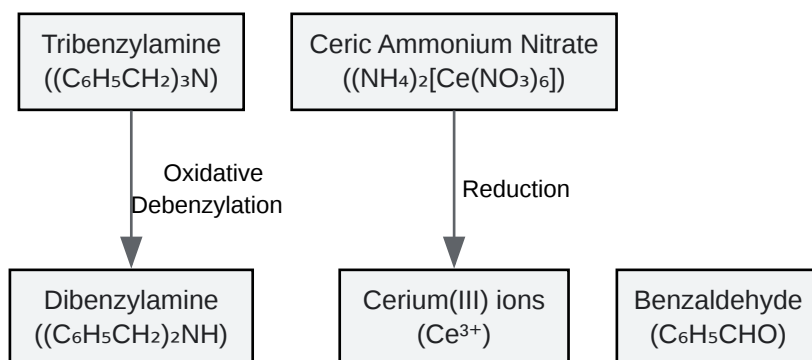 Tribenzylamine
((C₆H₅CH₂)₃N)
Ceric Ammonium Nitrate
((NH₄)₂[Ce(NO₃)₆])
Oxidative
Debenzylation
Reduction
Dibenzylamine
((C₆H₅CH₂)₂NH)
Cerium(III) ions
(Ce³⁺)
Benzaldehyde
(C₆H₅CHO)